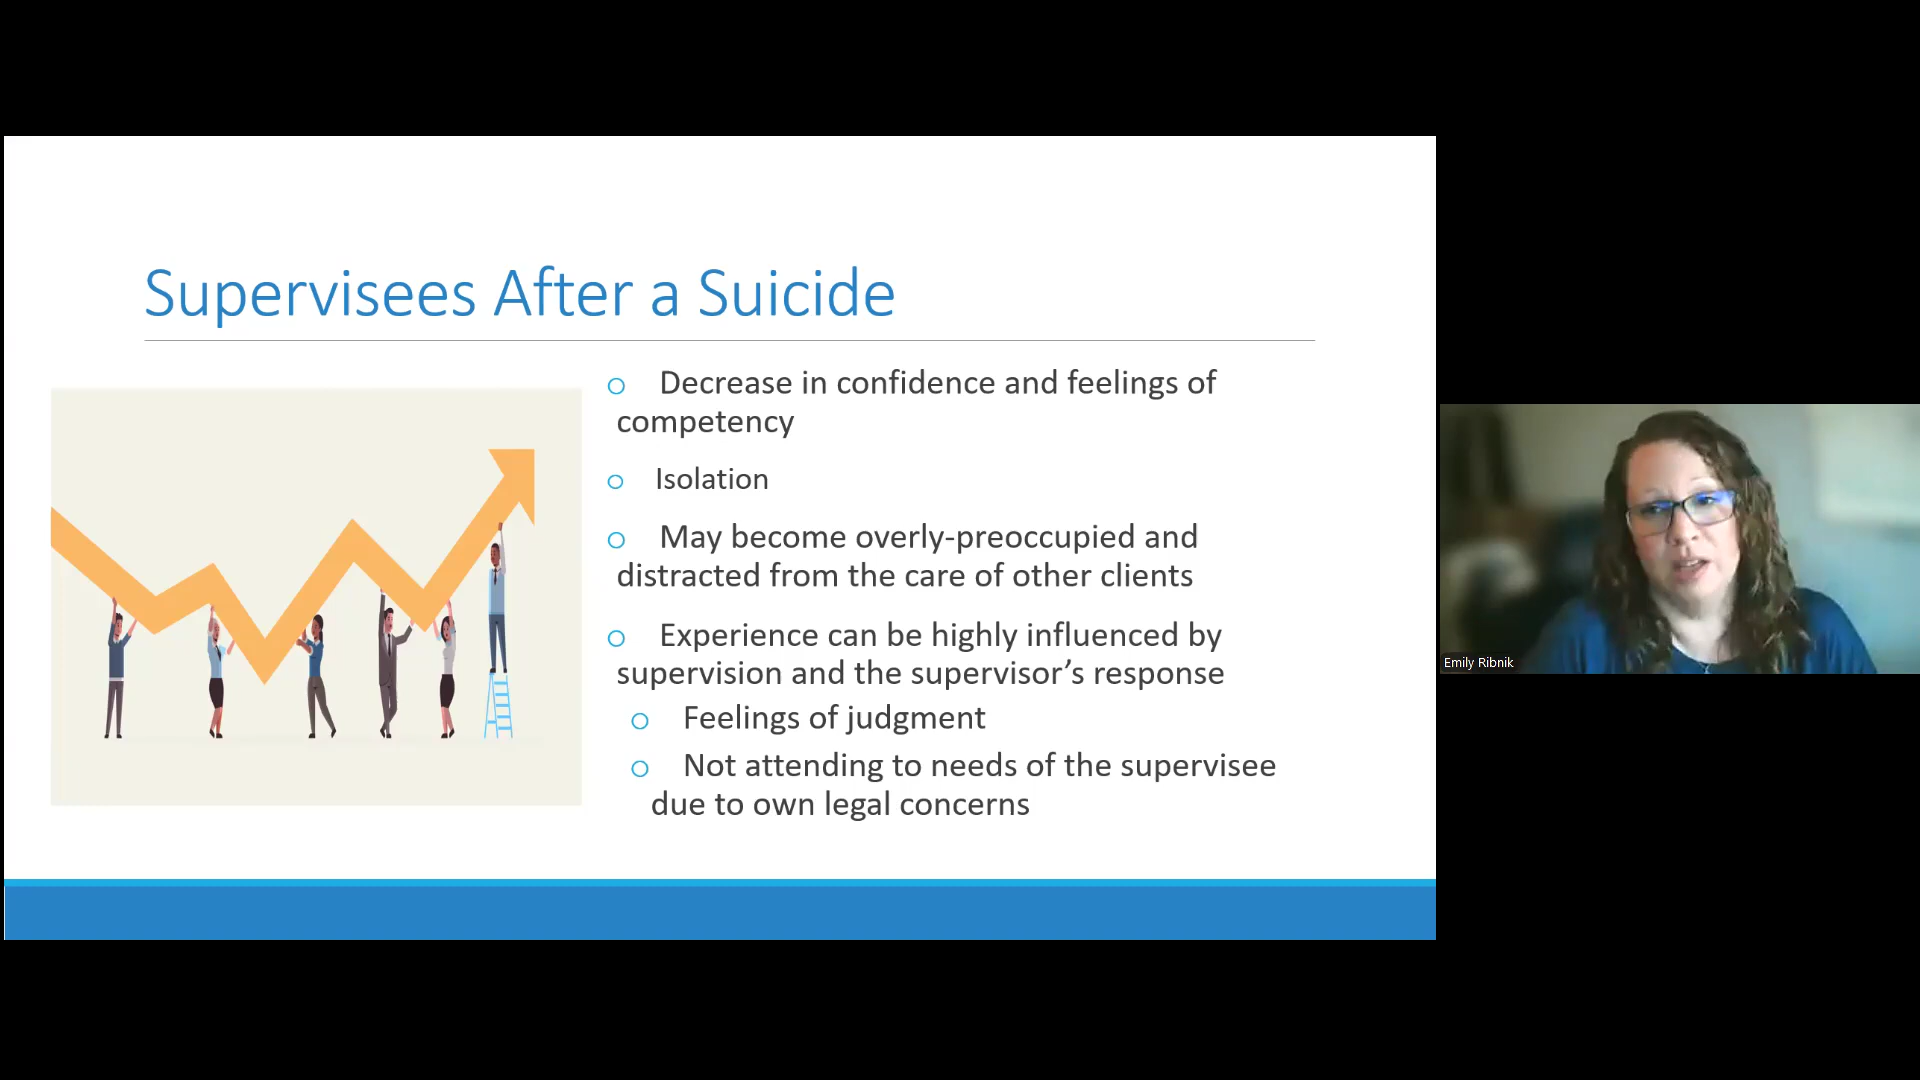 Supervisees After a Suicide
o Decrease in confidence and feelings of
competency
o Isolation
o May become overly-preoccupied and
distracted from the care of other clients
o Experience can be highly influenced by
supervision and the supervisor’s response
o Feelings of judgment
o Not attending to needs of the supervisee
due to own legal concerns
Emily Ribnik